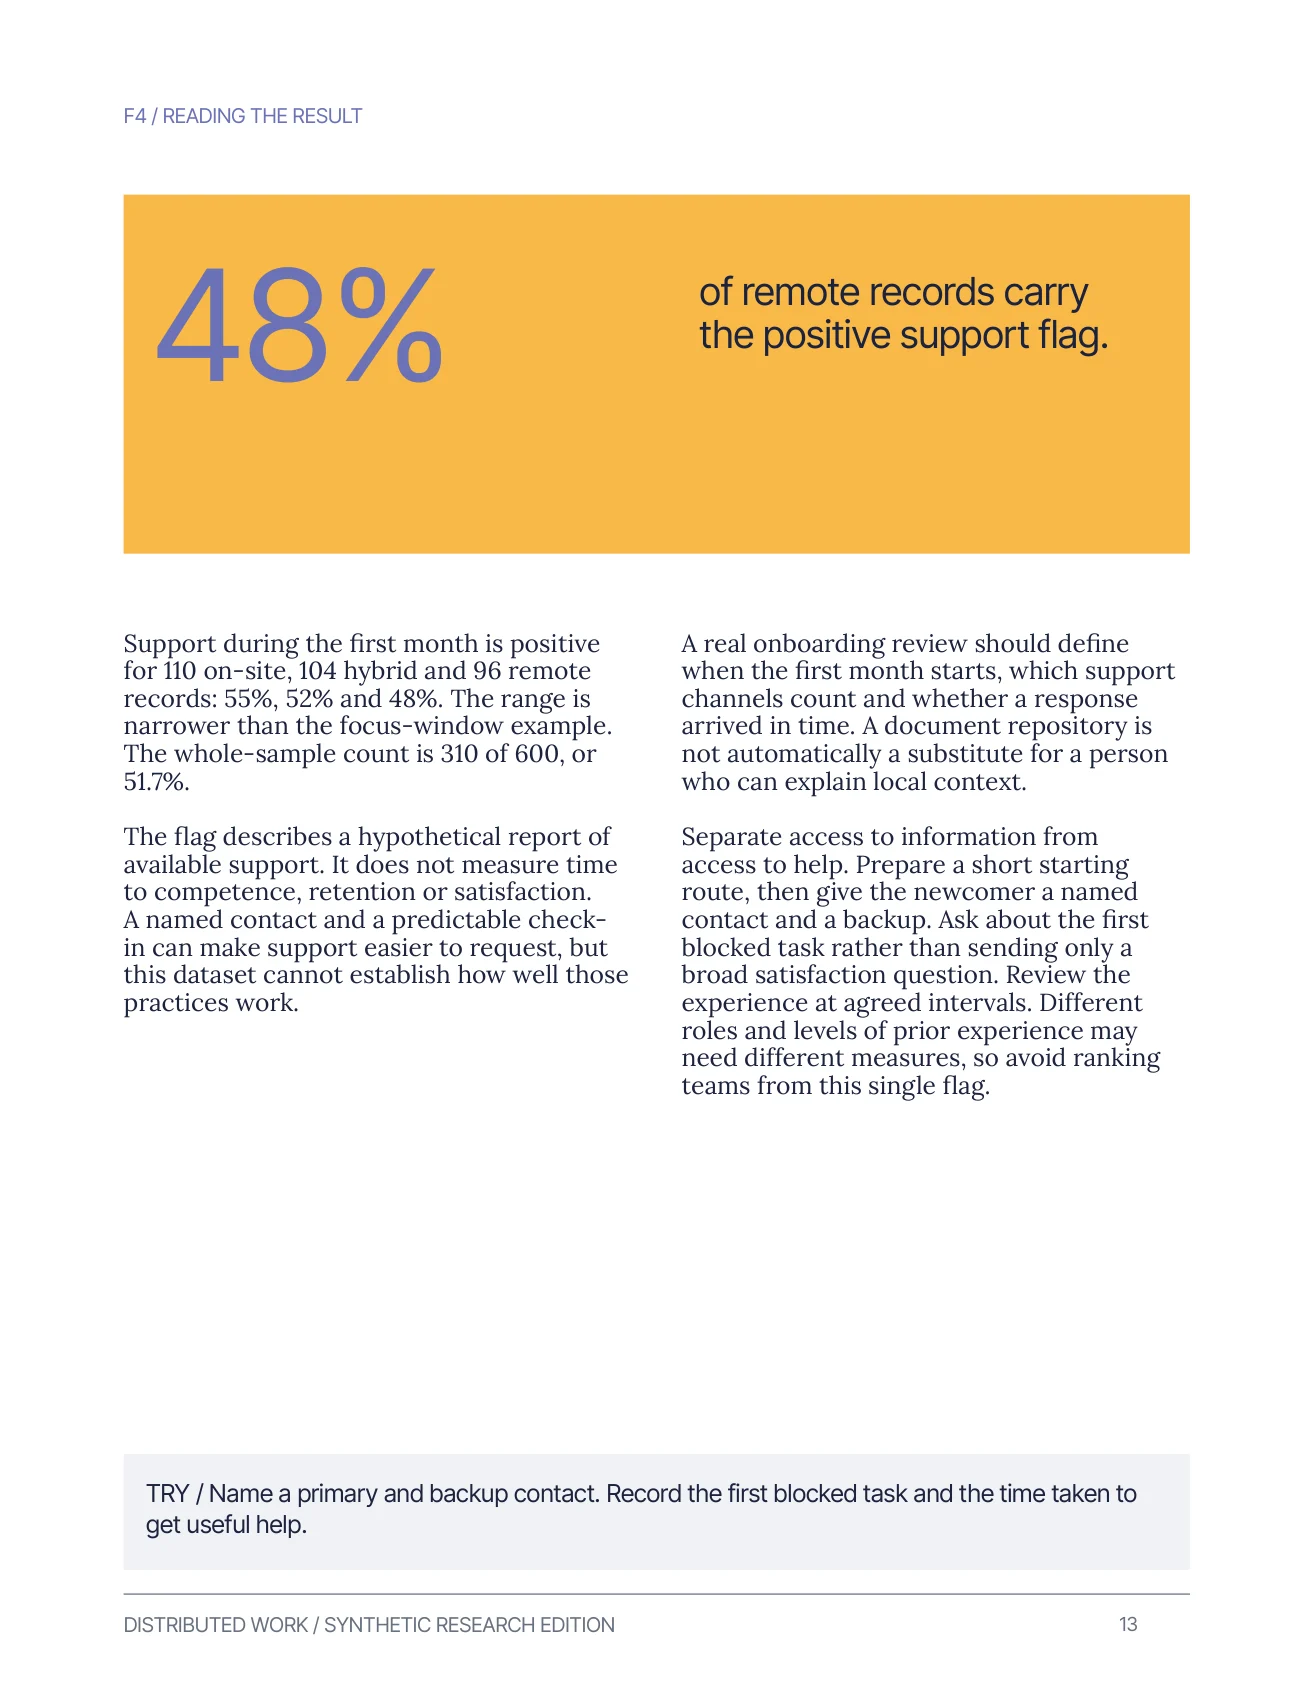 F4 / READING THE RESULT
48%
of remote records carry
the positive support flag.
Support during the first month is positive
for 110 on-site, 104 hybrid and 96 remote
records: 55%, 52% and 48%. The range is
narrower than the focus-window example.
The whole-sample count is 310 of 600, or
51.7%.
The flag describes a hypothetical report of
available support. It does not measure time
to competence, retention or satisfaction.
A named contact and a predictable check-
in can make support easier to request, but
this dataset cannot establish how well those
practices work.
A real onboarding review should define
when the first month starts, which support
channels count and whether a response
arrived in time. A document repository is
not automatically a substitute for a person
who can explain local context.
Separate access to information from
access to help. Prepare a short starting
route, then give the newcomer a named
contact and a backup. Ask about the first
blocked task rather than sending only a
broad satisfaction question. Review the
experience at agreed intervals. Different
roles and levels of prior experience may
need different measures, so avoid ranking
teams from this single flag.
TRY / Name a primary and backup contact. Record the first blocked task and the time taken to
get useful help.
DISTRIBUTED WORK / SYNTHETIC RESEARCH EDITION
13